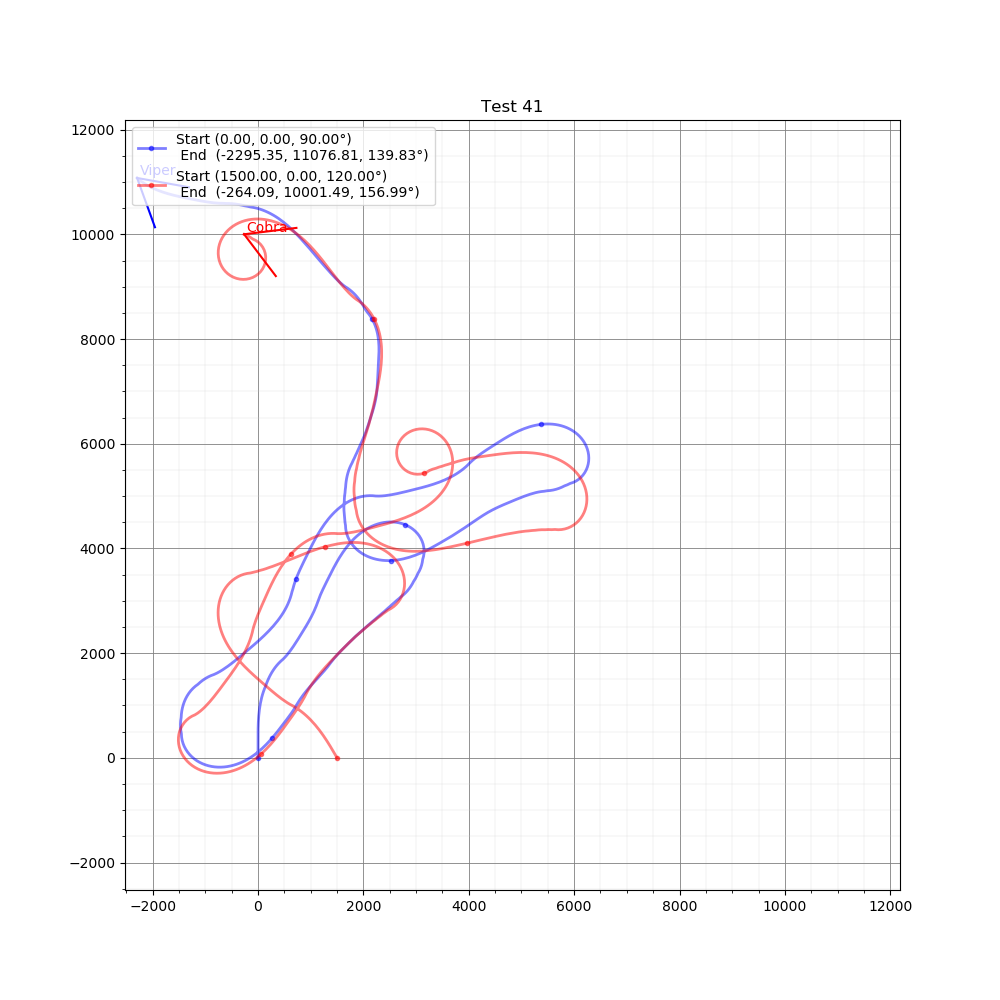 Test 41
Start (0.00, 0.00, 90.00°)
End (-2295.35, 11076.81, 139.83°)
Start (1500.00, 0.00, 120.00°)
End (-264.09, 10001.49, 156.99°)
Viper
Cobra
12000
10000
8000
6000
4000
2000
0
−2000
−2000 0 2000 4000 6000 8000 10000 12000